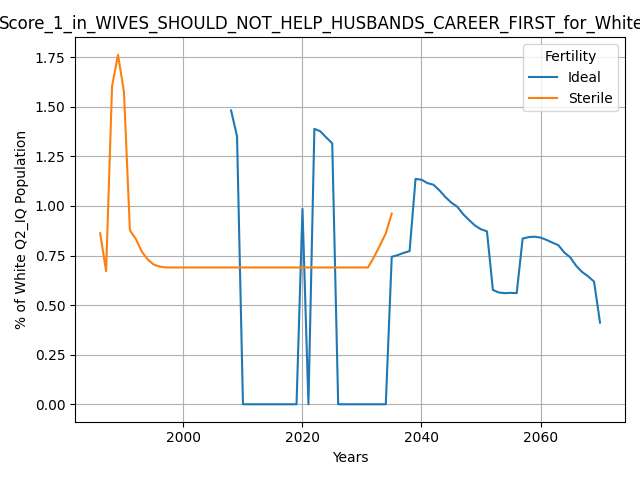 Score_1_in_WIVES_SHOULD_NOT_HELP_HUSBANDS_CAREER_FIRST_for_White
Fertility
Ideal
Sterile
% of White Q2_IQ Population
1.75
1.50
1.25
1.00
0.75
0.50
0.25
0.00
2000 2020 2040 2060
Years